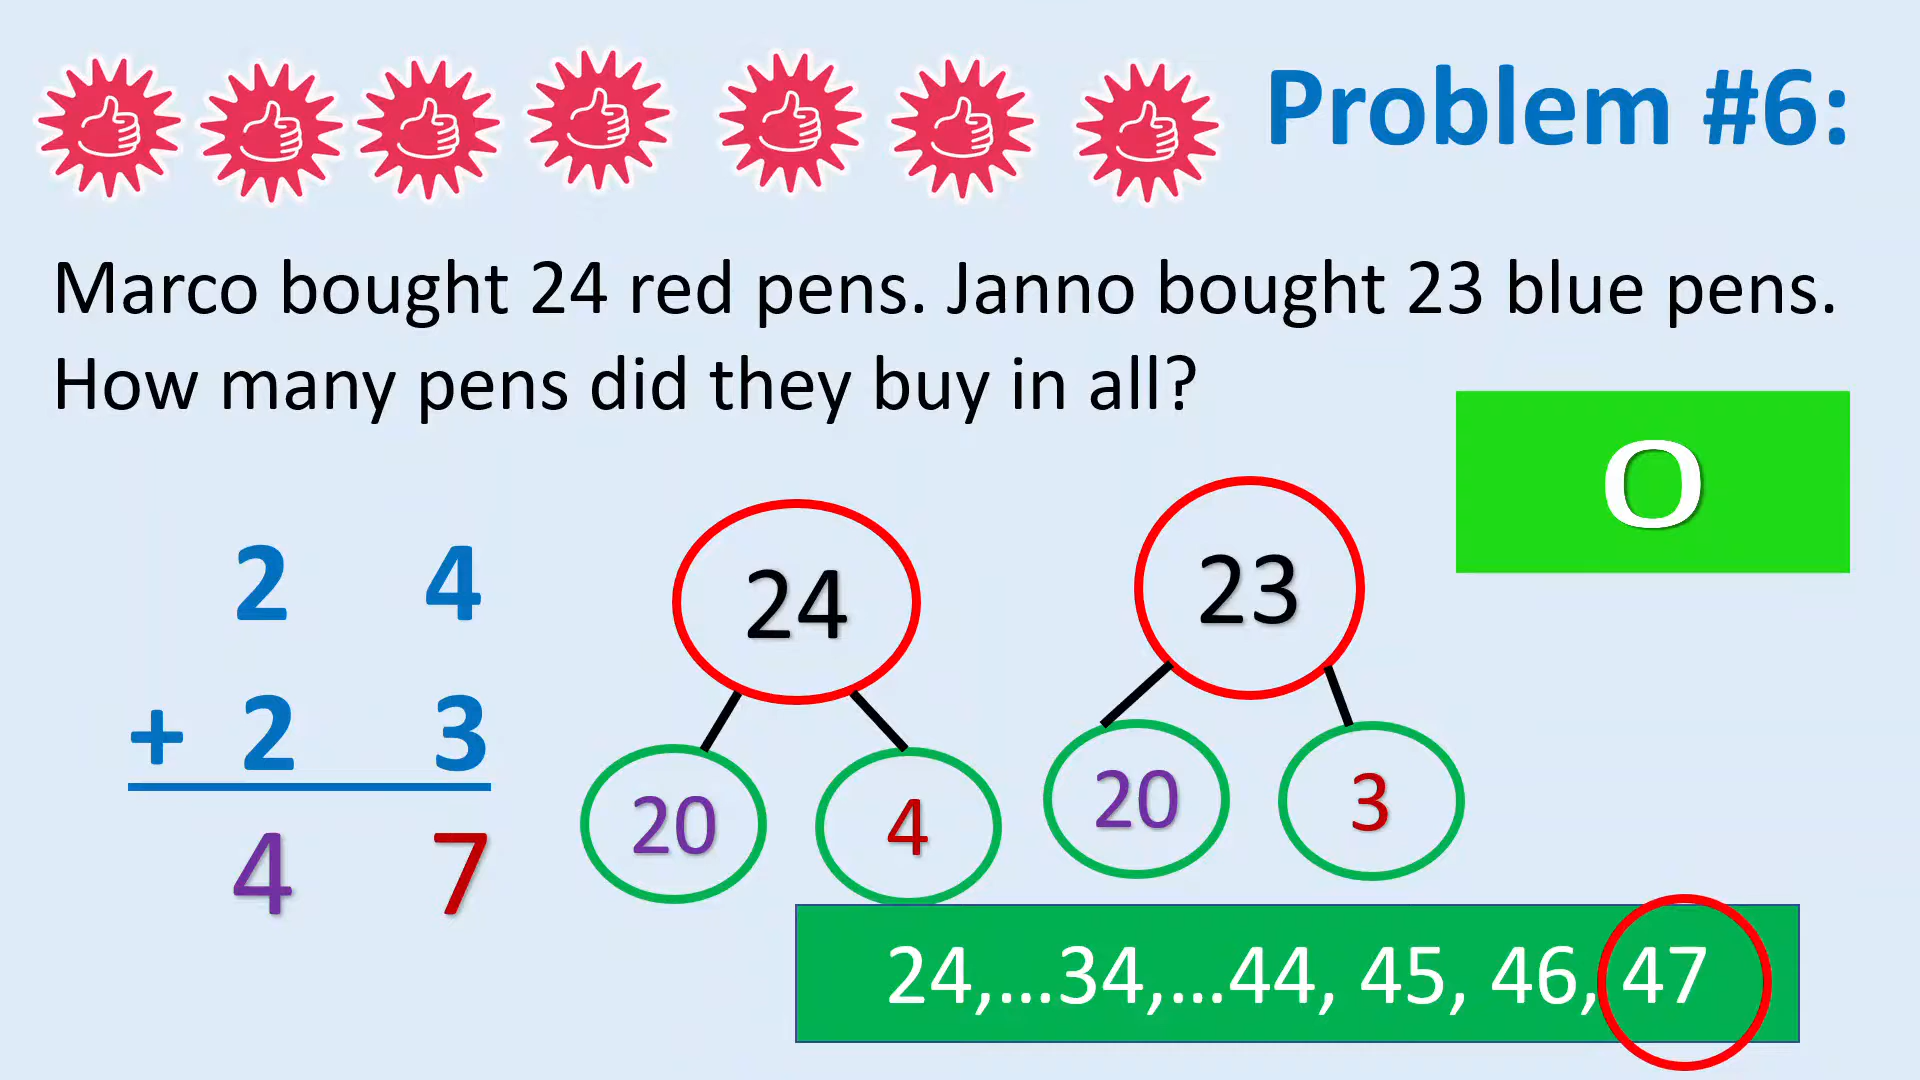 Problem #6:
Marco bought 24 red pens. Janno bought 23 blue pens.
How many pens did they buy in all?
O
2 4
+ 2 3
4 7
24
20 4
23
20 3
24,...34,...44, 45, 46, 47